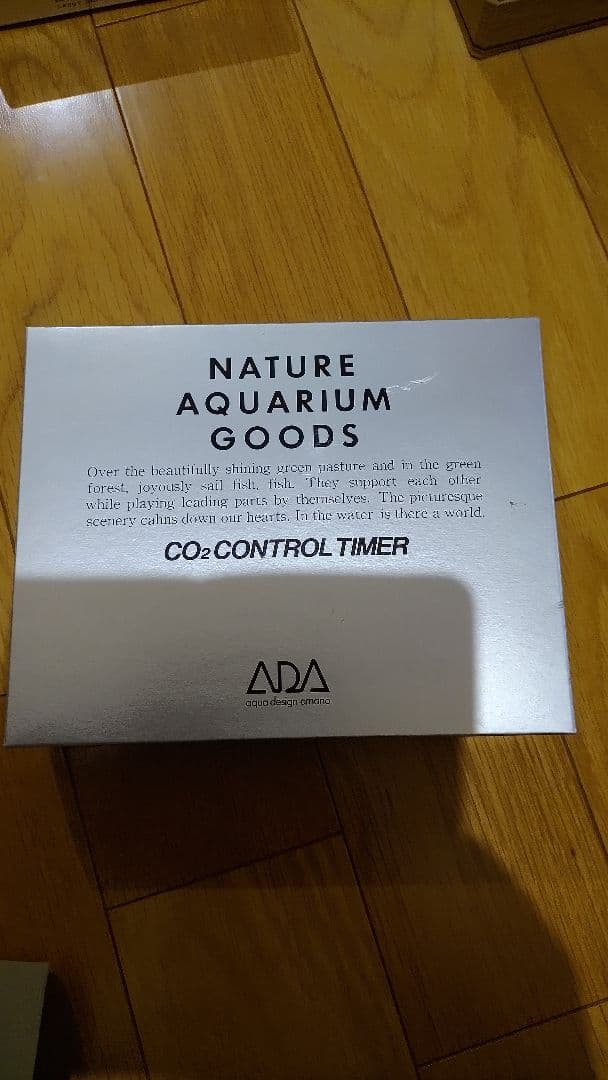 NATURE
AQUARIUM
GOODS
Over the beautifully shining green pasture and in the green
forest, joyously sail fish, fish. They support each other
while playing leading parts by themselves. The picturesque
scenery calms down our hearts. In the water is there a world.
CO2 CONTROL TIMER
ADA
aqua design amano